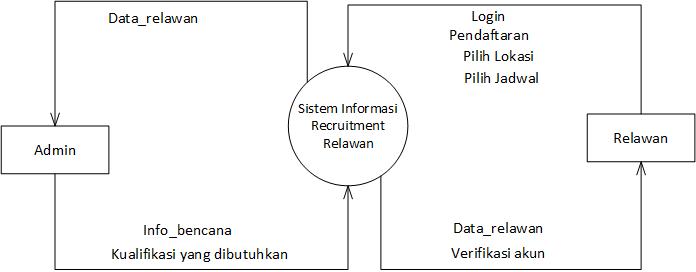 Data_relawan
Login
Pendaftaran
Pilih Lokasi
Pilih Jadwal
Sistem Informasi
Recruitment
Relawan
Admin
Relawan
Info_bencana
Kualifikasi yang dibutuhkan
Data_relawan
Verifikasi akun